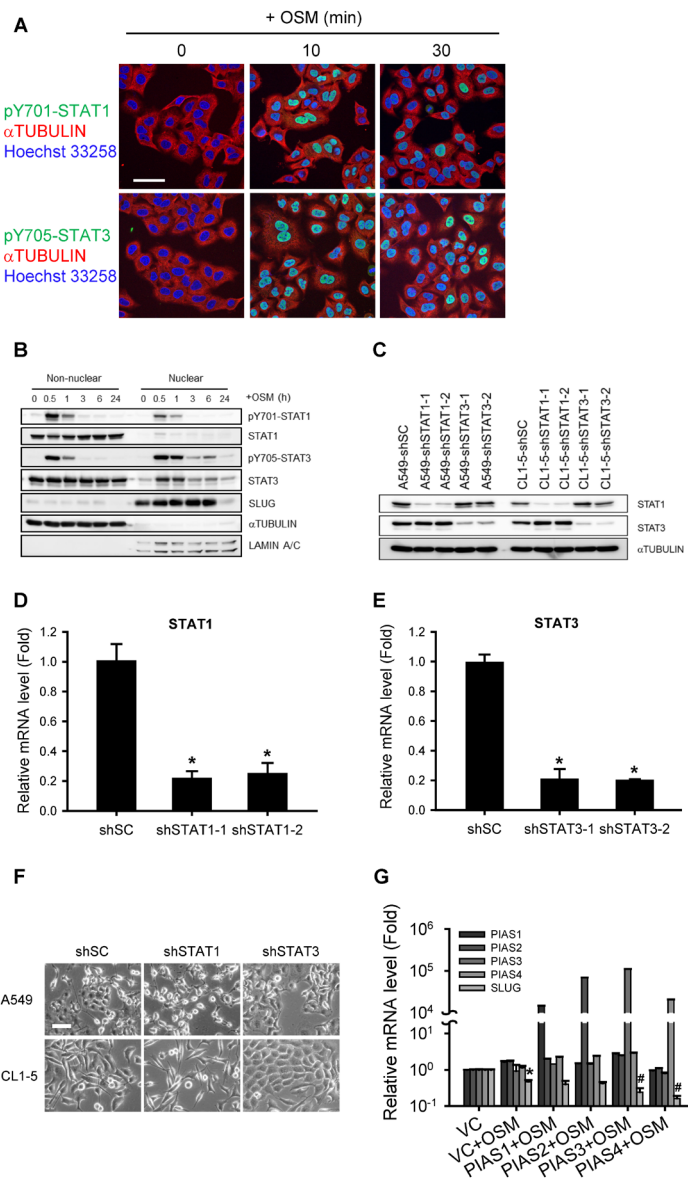 A
+ OSM (min)
0 10 30
pY701-STAT1
αTUBULIN
Hoechst 33258
pY705-STAT3
αTUBULIN
Hoechst 33258
B
Non-nuclear Nuclear
0 0.5 1 3 6 24 0 0.5 1 3 6 24 +OSM (h)
pY701-STAT1
STAT1
pY705-STAT3
STAT3
SLUG
αTUBULIN
LAMIN A/C
C
A549-shSC
A549-shSTAT1-1
A549-shSTAT1-2
A549-shSTAT3-1
A549-shSTAT3-2
CL1-5-shSC
CL1-5-shSTAT1-1
CL1-5-shSTAT1-2
CL1-5-shSTAT3-1
CL1-5-shSTAT3-2
STAT1
STAT3
αTUBULIN
D
STAT1
Relative mRNA level (Fold)
1.2
1.0
0.8
0.6
0.4
0.2
0.0
* *
shSC shSTAT1-1 shSTAT1-2
E
STAT3
Relative mRNA level (Fold)
1.2
1.0
0.8
0.6
0.4
0.2
0.0
* *
shSC shSTAT3-1 shSTAT3-2
F
shSC shSTAT1 shSTAT3
A549
CL1-5
G
Relative mRNA level (Fold)
10⁶
10⁵
10⁴
10¹
10⁰
10⁻¹
PIAS1
PIAS2
PIAS3
PIAS4
SLUG
* # #
VC
VC+OSM
PIAS1+OSM
PIAS2+OSM
PIAS3+OSM
PIAS4+OSM